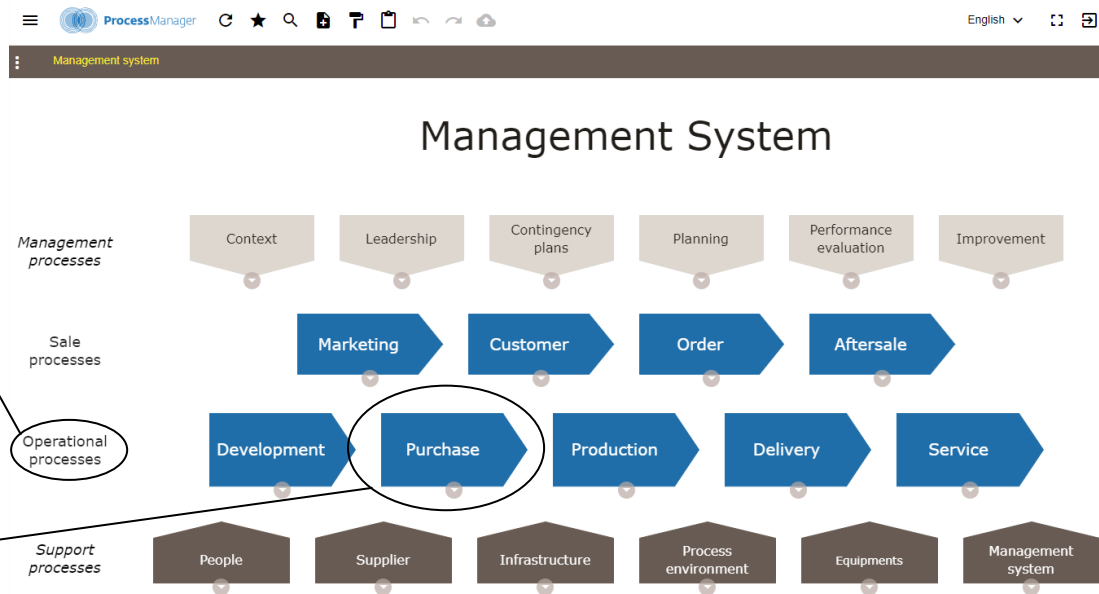 ProcessManager
English
Management system
Management System
Management
processes
Context
Leadership
Contingency
plans
Planning
Performance
evaluation
Improvement
Sale
processes
Marketing
Customer
Order
Aftersale
Operational
processes
Development
Purchase
Production
Delivery
Service
Support
processes
People
Supplier
Infrastructure
Process
environment
Equipments
Management
system